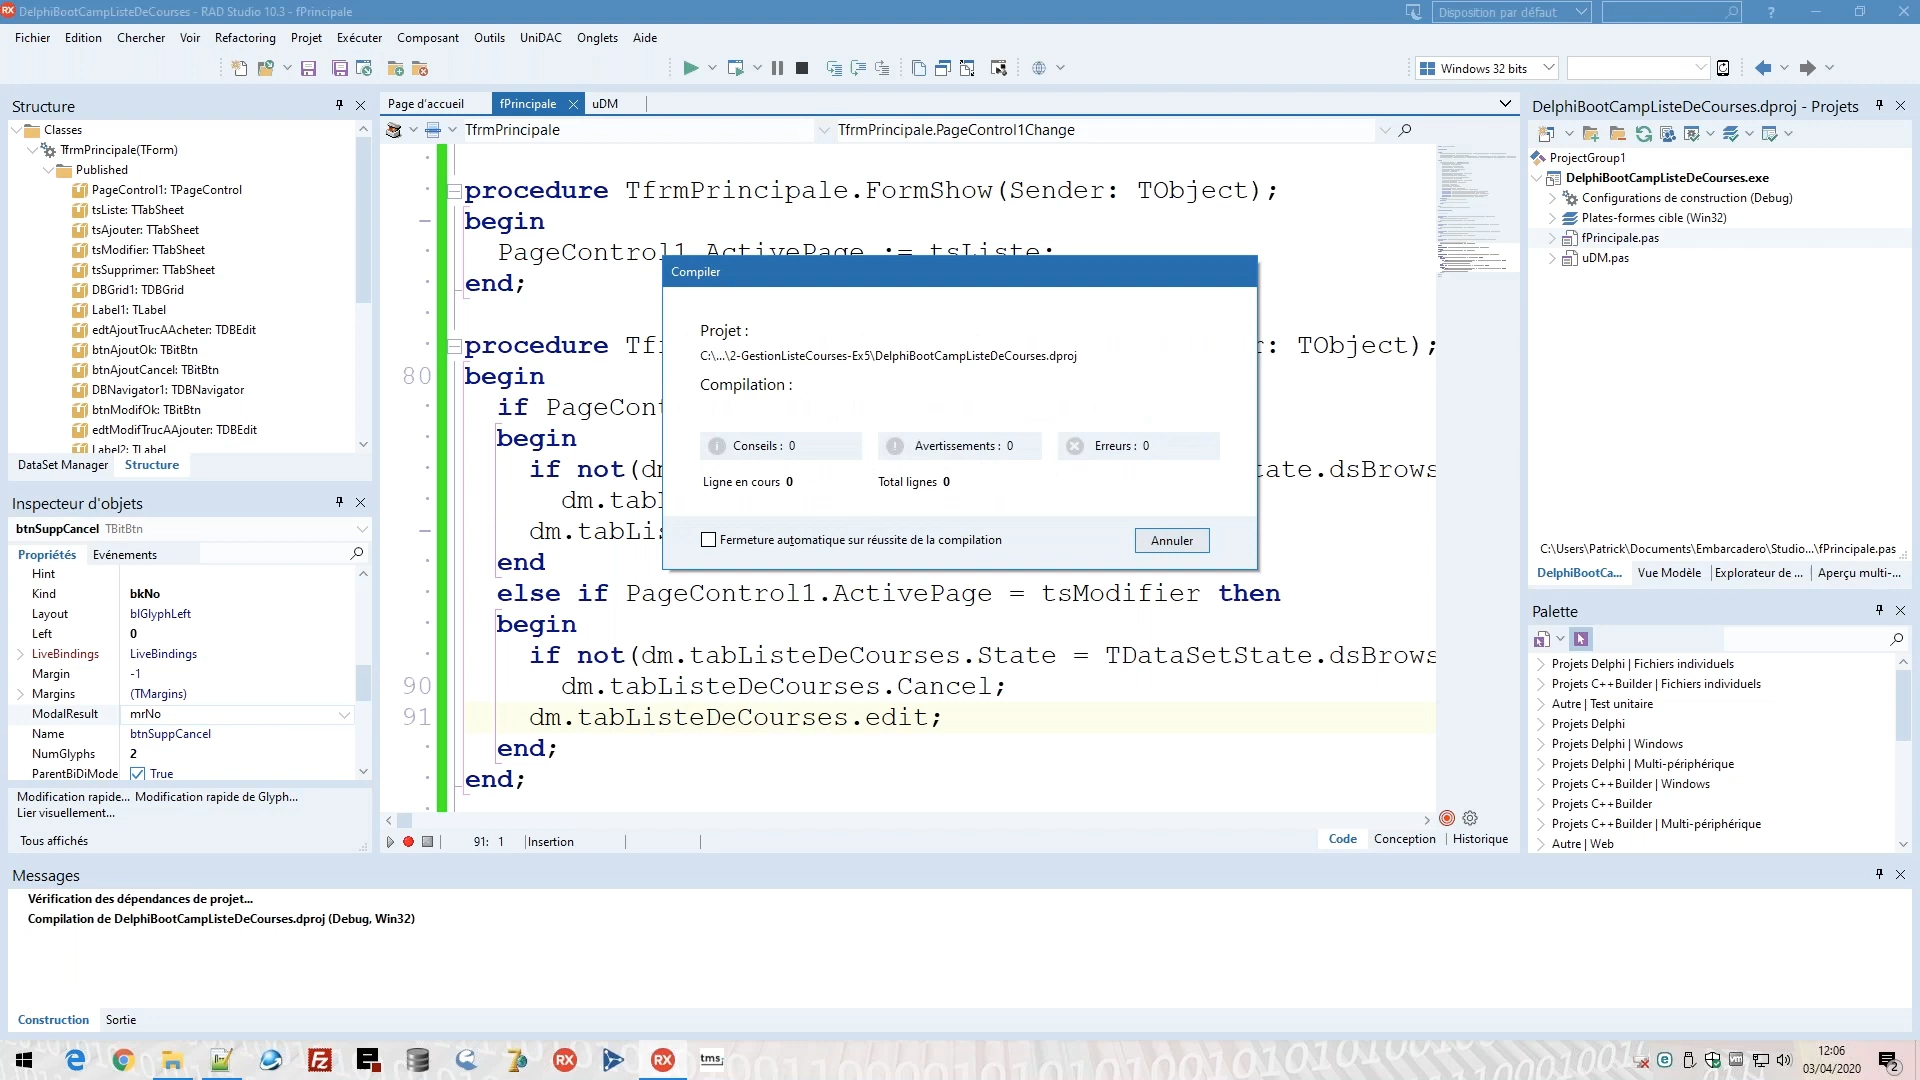 DelphiBootCampListeDeCourses - RAD Studio 10.3 - fPrincipale
Disposition par défaut
Fichier Edition Chercher Voir Refactoring Projet Exécuter Composant Outils UniDAC Onglets Aide
Windows 32 bits
Structure
Classes
TfrmPrincipale(TForm)
Published
PageControl1: TPageControl
tsListe: TTabSheet
tsAjouter: TTabSheet
tsModifier: TTabSheet
tsSupprimer: TTabSheet
DBGrid1: TDBGrid
Label1: TLabel
edtAjoutTrucAAcheter: TDBEdit
btnAjoutOk: TBitBtn
btnAjoutCancel: TBitBtn
DBNavigator1: TDBNavigator
btnModifOk: TBitBtn
edtModifTrucAAjouter: TDBEdit
Label2: TLabel
DataSet Manager Structure
Inspecteur d'objets
btnSuppCancel TBitBtn
Propriétés Evénements
Hint
Kind bkNo
Layout blGlyphLeft
Left 0
LiveBindings LiveBindings
Margin -1
Margins (TMargins)
ModalResult mrNo
Name btnSuppCancel
NumGlyphs 2
ParentBiDiMode True
Modification rapide... Modification rapide de Glyph...
Lier visuellement...
Tous affichés
Page d'accueil fPrincipale uDM
TfrmPrincipale TfrmPrincipale.PageControl1Change
procedure TfrmPrincipale.FormShow(Sender: TObject);
begin
PageControl1.ActivePage := tsListe;
end;
procedure Tf r: TObject);
80 begin
if PageCont
begin
if not(dm tate.dsBrows
dm.tabl
dm.tabLis
end
else if PageControl1.ActivePage = tsModifier then
begin
if not(dm.tabListeDeCourses.State = TDataSetState.dsBrows
90 dm.tabListeDeCourses.Cancel;
91 dm.tabListeDeCourses.edit;
end;
end;
91: 1 Insertion
Code Conception Historique
Compiler
Projet :
C:\...\2-GestionListeCourses-Ex5\DelphiBootCampListeDeCourses.dproj
Compilation :
Conseils : 0 Avertissements : 0 Erreurs : 0
Ligne en cours 0 Total lignes 0
Fermeture automatique sur réussite de la compilation
Annuler
DelphiBootCampListeDeCourses.dproj - Projets
ProjectGroup1
DelphiBootCampListeDeCourses.exe
Configurations de construction (Debug)
Plates-formes cible (Win32)
fPrincipale.pas
uDM.pas
C:\Users\Patrick\Documents\Embarcadero\Studio...\fPrincipale.pas
DelphiBootCa... Vue Modèle Explorateur de ... Aperçu multi-...
Palette
Projets Delphi | Fichiers individuels
Projets C++Builder | Fichiers individuels
Autre | Test unitaire
Projets Delphi
Projets Delphi | Windows
Projets Delphi | Multi-périphérique
Projets C++Builder | Windows
Projets C++Builder
Projets C++Builder | Multi-périphérique
Autre | Web
Messages
Vérification des dépendances de projet...
Compilation de DelphiBootCampListeDeCourses.dproj (Debug, Win32)
Construction Sortie
RX RX tms
12:06
03/04/2020
2